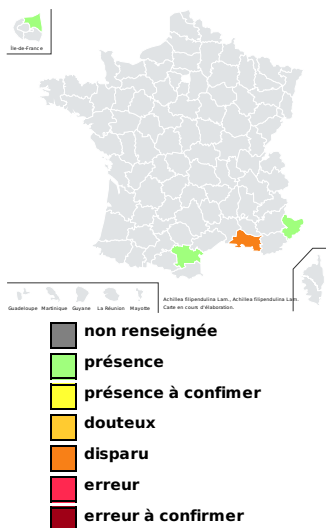 Île-de-France
Guadeloupe Martinique Guyane La Réunion Mayotte
Achillea filipendulina Lam., Achillea filipendulina Lam.
Carte en cours d'élaboration.
non renseignée
présence
présence à confimer
douteux
disparu
erreur
erreur à confirmer